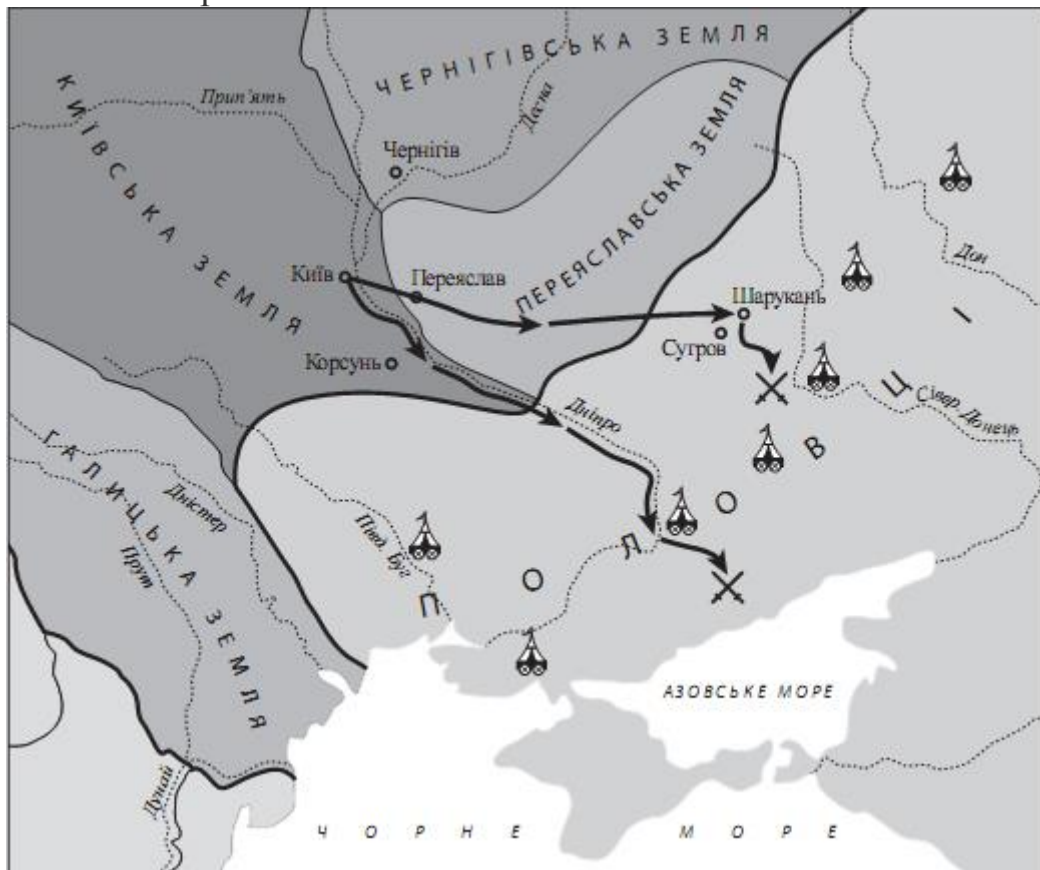 ЧЕРНІГІВСЬКА ЗЕМЛЯ
КИЇВСЬКА ЗЕМЛЯ
Прип'ять
Десна
Чернігів
ПЕРЕЯСЛАВСЬКА ЗЕМЛЯ
Дон
Київ
Переяслав
Шарукань
Сугров
Корсунь
Дніпро
Сівер. Донець
ГАЛИЦЬКА ЗЕМЛЯ
Дністер
Прут
Півд. Буг
ПОЛОВЦІ
АЗОВСЬКЕ МОРЕ
Дунай
ЧОРНЕ МОРЕ